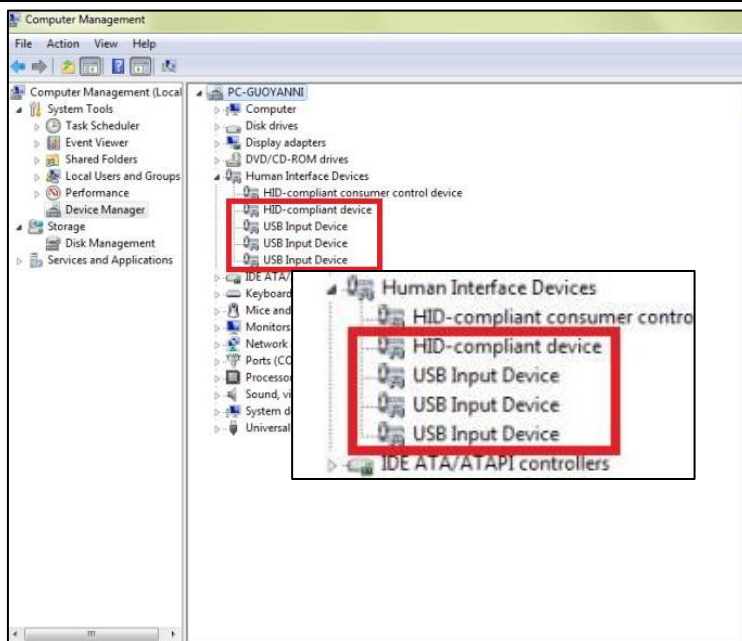 Computer Management
File Action View Help
Computer Management (Local
System Tools
Task Scheduler
Event Viewer
Shared Folders
Local Users and Groups
Performance
Device Manager
Storage
Disk Management
Services and Applications
PC-GUOYANNI
Computer
Disk drives
Display adapters
DVD/CD-ROM drives
Human Interface Devices
HID-compliant consumer control device
HID-compliant device
USB Input Device
USB Input Device
USB Input Device
IDE ATA/
Keyboard
Mice and
Monitors
Network
Ports (CO
Processo
Sound, vi
System d
Universal
Human Interface Devices
HID-compliant consumer contro
HID-compliant device
USB Input Device
USB Input Device
USB Input Device
IDE ATA/ATAPI controllers